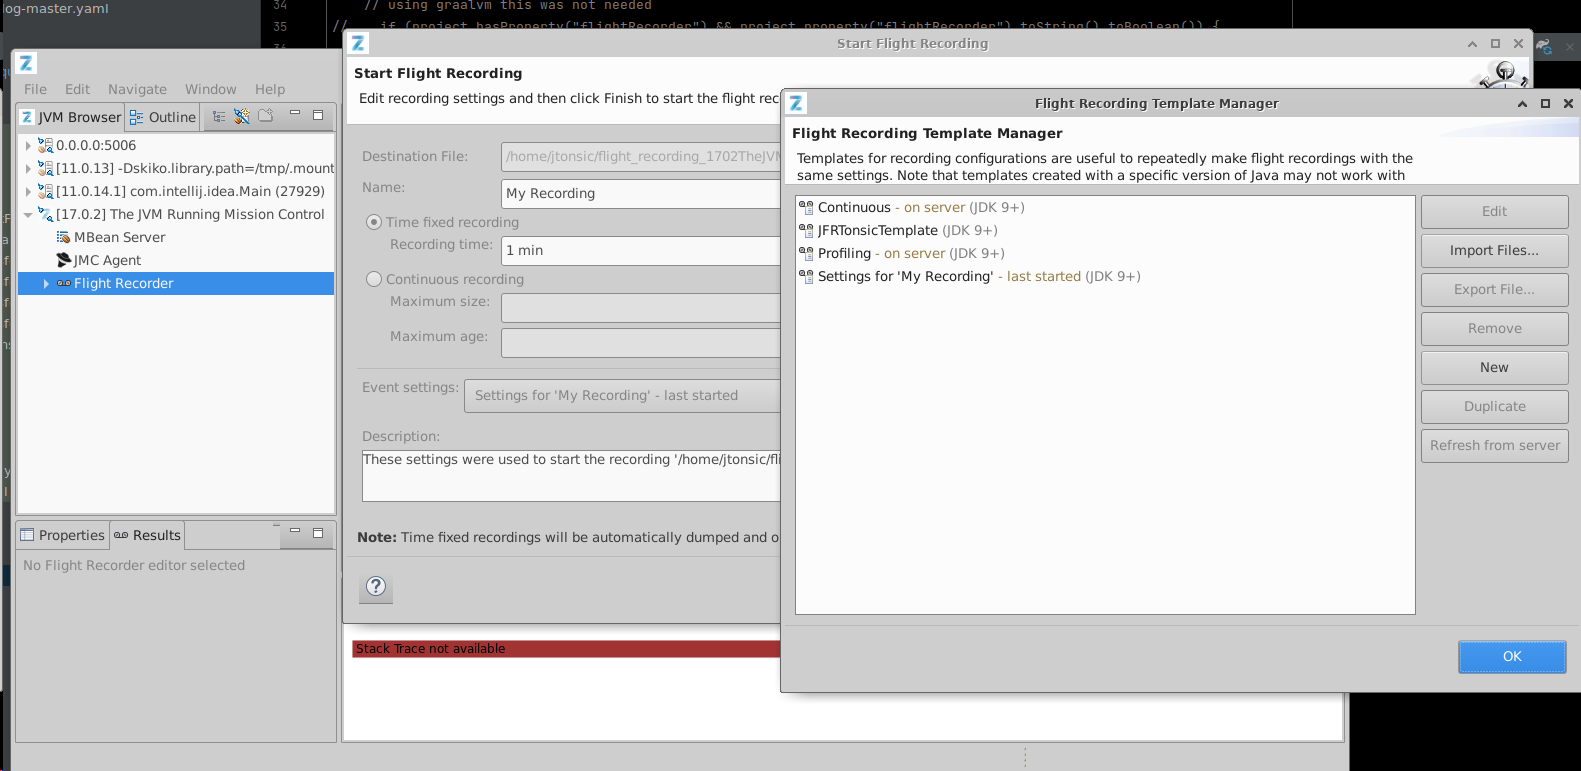 log-master.yaml
34
// using graalvm this was not needed
35
// if (project.hasProperty("flightRecorder") && project.property("flightRecorder").toString().toBoolean()) {
Start Flight Recording
File Edit Navigate Window Help
JVM Browser
Outline
0.0.0.0:5006
[11.0.13] -Dskiko.library.path=/tmp/.mount
[11.0.14.1] com.intellij.idea.Main (27929)
[17.0.2] The JVM Running Mission Control
MBean Server
JMC Agent
Flight Recorder
Properties
Results
No Flight Recorder editor selected
Start Flight Recording
Edit recording settings and then click Finish to start the flight rec
Destination File:
/home/jtonsic/flight_recording_1702TheJVM
Name:
My Recording
Time fixed recording
Recording time:
1 min
Continuous recording
Maximum size:
Maximum age:
Event settings:
Settings for 'My Recording' - last started
Description:
These settings were used to start the recording '/home/jtonsic/fli
Note: Time fixed recordings will be automatically dumped and o
?
Stack Trace not available
Flight Recording Template Manager
Flight Recording Template Manager
Templates for recording configurations are useful to repeatedly make flight recordings with the
same settings. Note that templates created with a specific version of Java may not work with
Continuous - on server (JDK 9+)
JFRTonsicTemplate (JDK 9+)
Profiling - on server (JDK 9+)
Settings for 'My Recording' - last started (JDK 9+)
Edit
Import Files...
Export File...
Remove
New
Duplicate
Refresh from server
OK